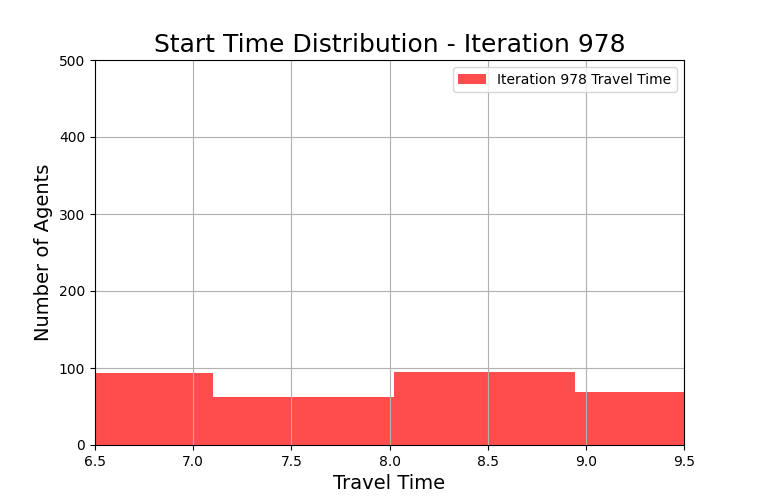 Start Time Distribution - Iteration 978
500
400
300
200
100
0
Number of Agents
Iteration 978 Travel Time
6.5 7.0 7.5 8.0 8.5 9.0 9.5
Travel Time